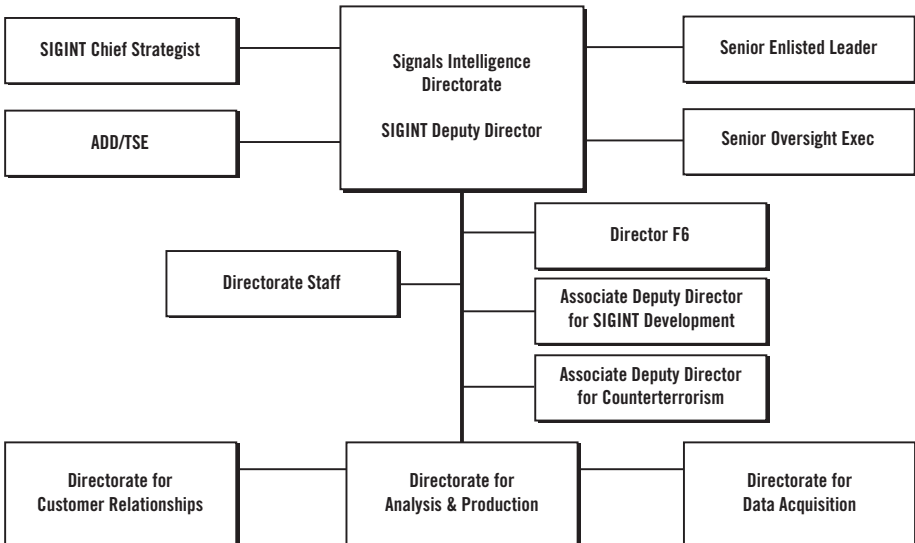 SIGINT Chief Strategist
Signals Intelligence
Directorate
SIGINT Deputy Director
Senior Enlisted Leader
ADD/TSE
Senior Oversight Exec
Director F6
Directorate Staff
Associate Deputy Director
for SIGINT Development
Associate Deputy Director
for Counterterrorism
Directorate for
Customer Relationships
Directorate for
Analysis & Production
Directorate for
Data Acquisition